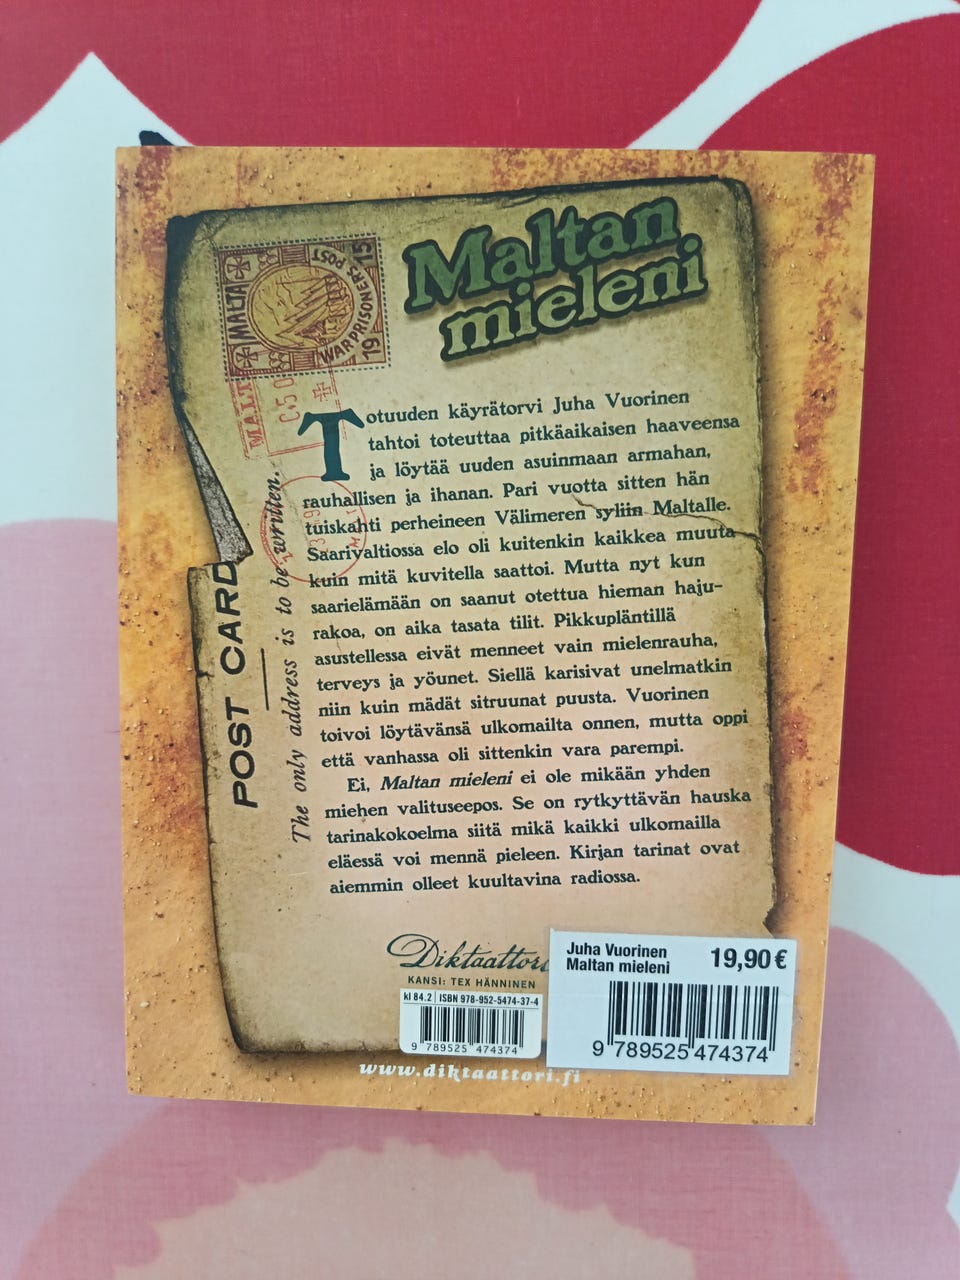 Maltan
mieleni
MALTA
WAR PRISONERS POST
19 15
MALT
POST CARD
The only address is to be written.
Totuuden käyrätorvi Juha Vuorinen
tahtoi toteuttaa pitkäaikaisen haaveensa
ja löytää uuden asuinmaan armahan,
rauhallisen ja ihanan. Pari vuotta sitten hän
tuiskahti perheineen Välimeren syliin Maltalle.
Saarivaltiossa elo oli kuitenkin kaikkea muuta
kuin mitä kuvitella saattoi. Mutta nyt kun
saarielämään on saanut otettua hieman haju-
rakoa, on aika tasata tilit. Pikkupläntillä
asustellessa eivät menneet vain mielenrauha,
terveys ja yöunet. Siellä karisivat unelmatkin
niin kuin mädät sitruunat puusta. Vuorinen
toivoi löytävänsä ulkomailta onnen, mutta oppi
että vanhassa oli sittenkin vara parempi.
Ei, Maltan mieleni ei ole mikään yhden
miehen valituseepos. Se on rytkyttävän hauska
tarinakokoelma siitä mikä kaikki ulkomailla
eläessä voi mennä pieleen. Kirjan tarinat ovat
aiemmin olleet kuultavina radiossa.
Diktaattori
KANSI: TEX HÄNNINEN
kl 84.2 ISBN 978-952-5474-37-4
9 789525 474374
Juha Vuorinen
Maltan mieleni
19,90 €
9 789525 474374
www.diktaattori.fi